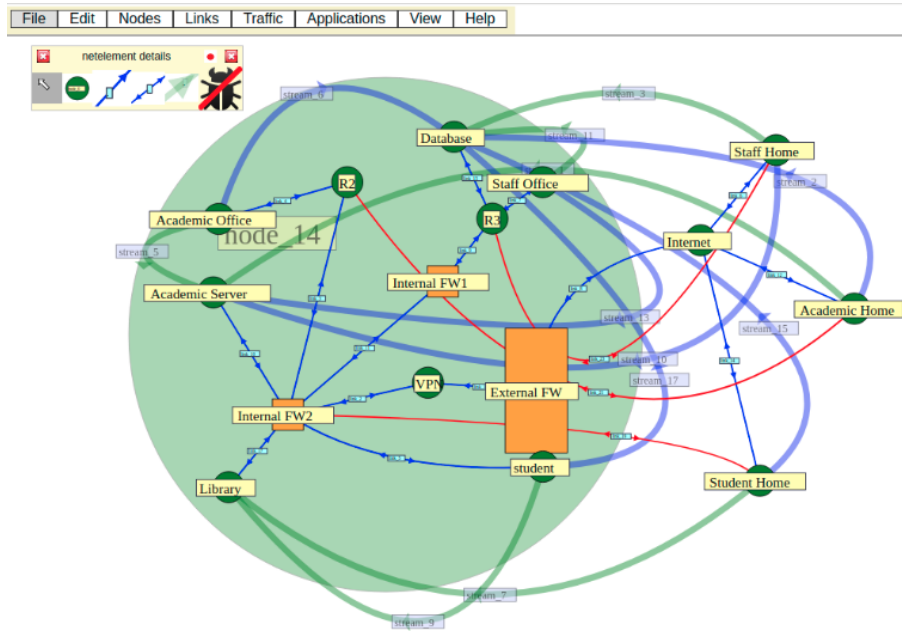 File Edit Nodes Links Traffic Applications View Help
netelement details
stream_6
stream_3
Database
stream_11
Staff Home
R2
Staff Office
stream_2
Academic Office
R3
node_14
Internet
stream_5
Internal FW1
Academic Server
Academic Home
stream_13
stream_15
stream_10
VPN
stream_17
External FW
Internal FW2
student
Student Home
Library
stream_7
stream_9